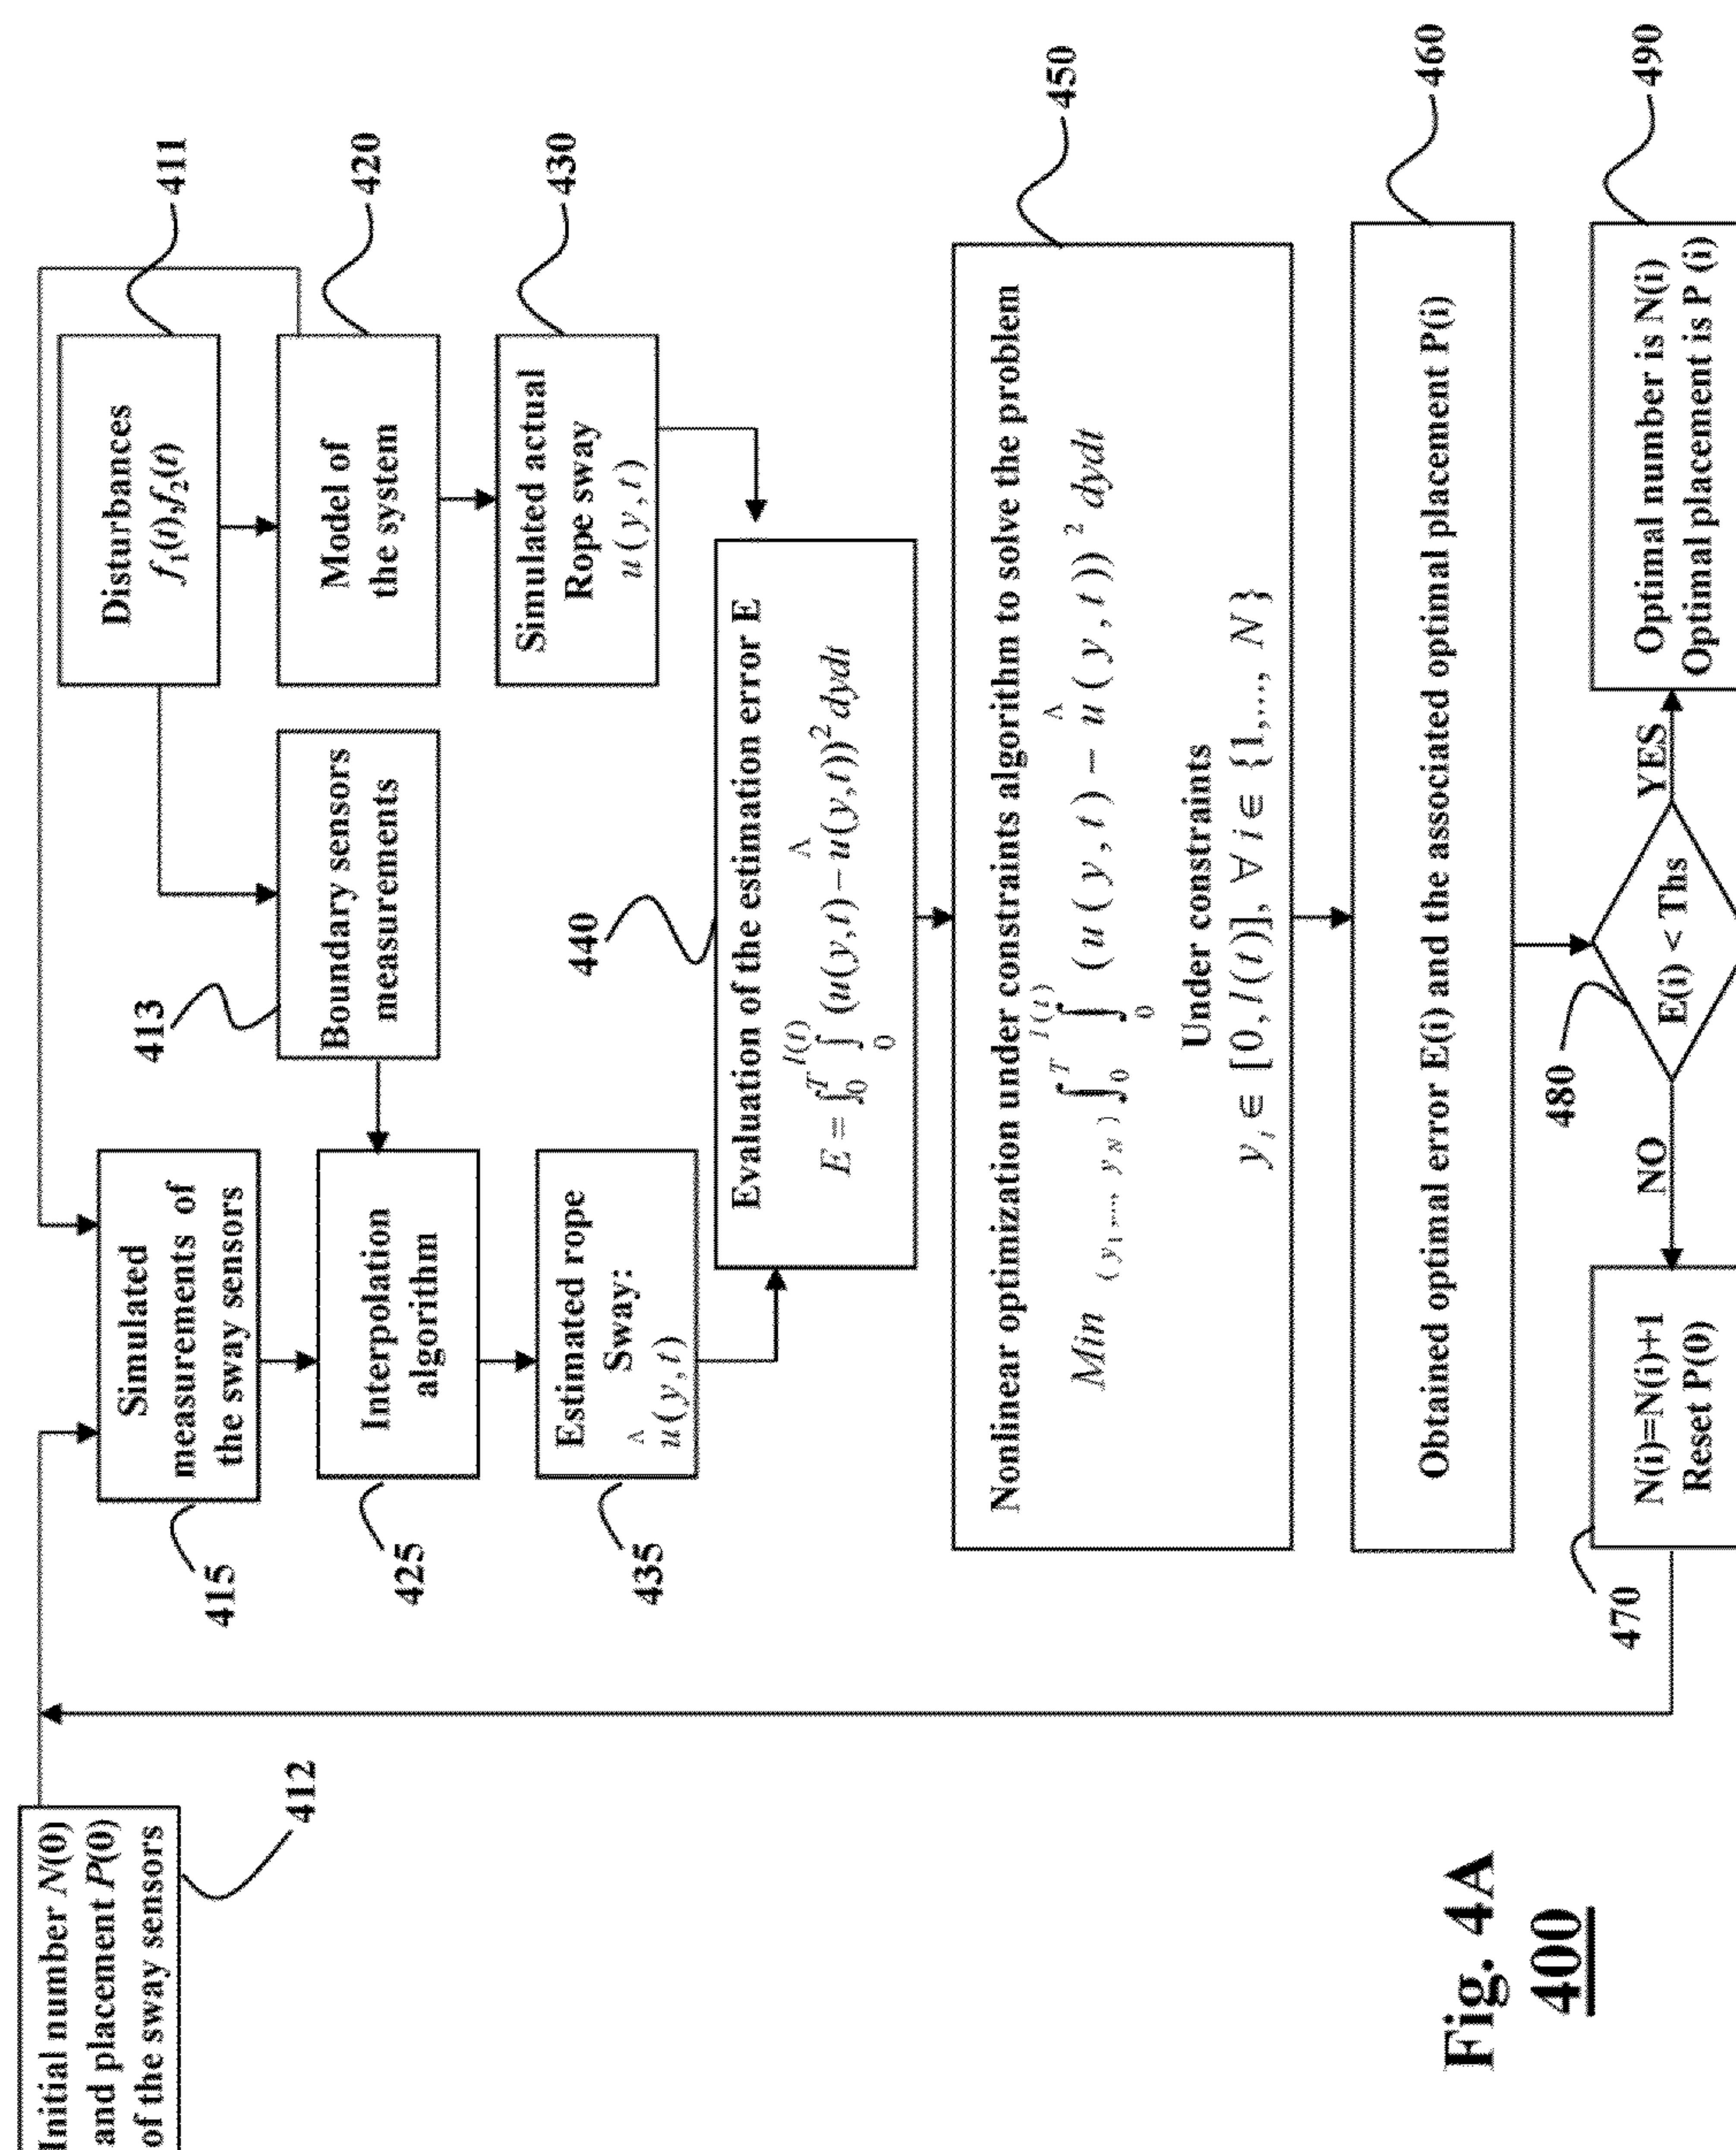 Initial number N(0)
and placement P(0)
of the sway sensors
412
Simulated
measurements of
the sway sensors
415
Disturbances
f₁(t),f₂(t)
411
Boundary sensors
measurements
413
Model of
the system
420
Interpolation
algorithm
425
Simulated actual
Rope sway
u(y,t)
430
Estimated rope
Sway:
û(y,t)
435
440
Evaluation of the estimation error E
E = ∫₀ᵀ ∫₀^l(t) (u(y,t) − û(y,t))² dydt
Nonlinear optimization under constraints algorithm to solve the problem
Min (y₁,..., y_N) ∫₀ᵀ ∫₀^l(t) (u(y,t) − û(y,t))² dydt
Under constraints
yᵢ ∈ [0,l(t)], ∀ i ∈ {1,..., N}
450
Obtained optimal error E(i) and the associated optimal placement P(i)
460
480
E(i) < Ths
NO
YES
N(i)=N(i)+1
Reset P(0)
470
Optimal number is N(i)
Optimal placement is P (i)
490
Fig. 4A
400